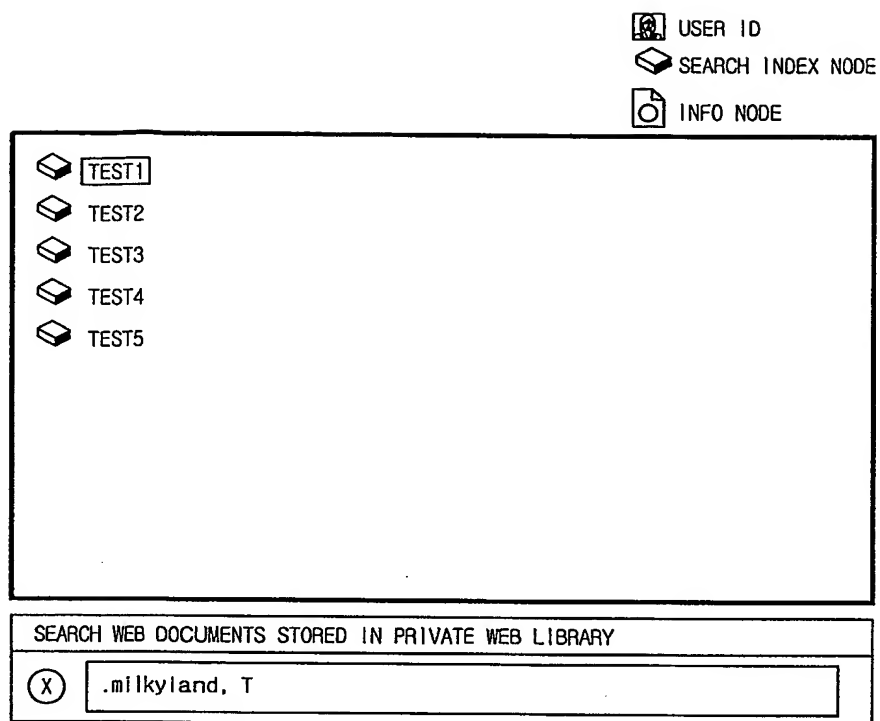 USER ID
SEARCH INDEX NODE
INFO NODE
TEST1
TEST2
TEST3
TEST4
TEST5
SEARCH WEB DOCUMENTS STORED IN PRIVATE WEB LIBRARY
X .milkyland, T